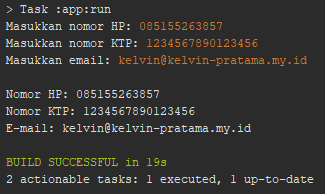 > Task :app:run
Masukkan nomor HP: 085155263857
Masukkan nomor KTP: 1234567890123456
Masukkan email: kelvin@kelvin-pratama.my.id
Nomor HP: 085155263857
Nomor KTP: 1234567890123456
E-mail: kelvin@kelvin-pratama.my.id
BUILD SUCCESSFUL in 19s
2 actionable tasks: 1 executed, 1 up-to-date